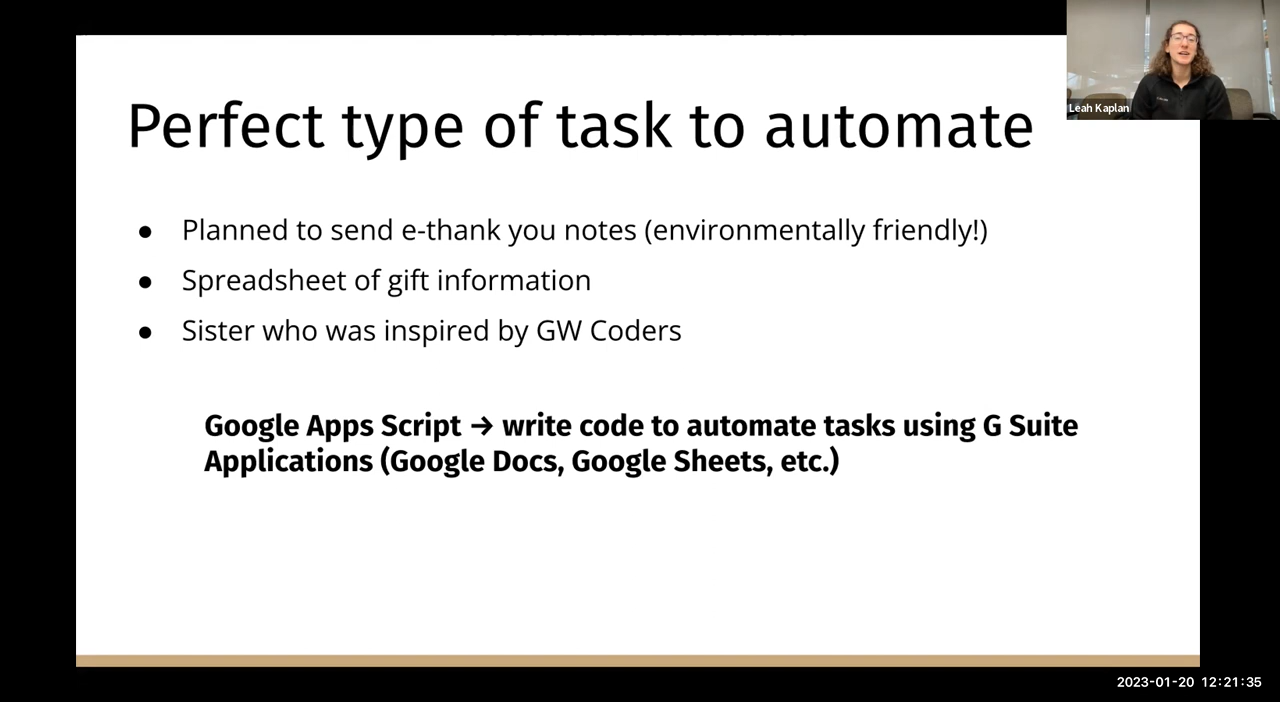 Perfect type of task to automate
Leah Kaplan
● Planned to send e-thank you notes (environmentally friendly!)
● Spreadsheet of gift information
● Sister who was inspired by GW Coders
Google Apps Script → write code to automate tasks using G Suite
Applications (Google Docs, Google Sheets, etc.)
2023-01-20 12:21:35